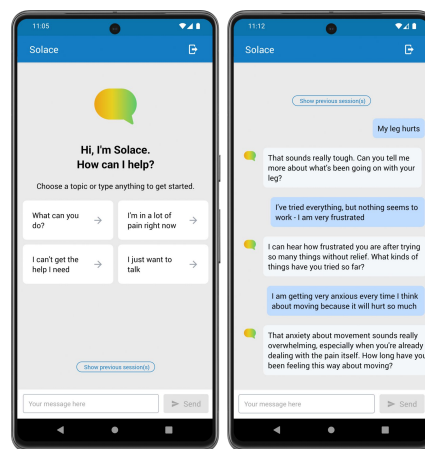 11:05
Solace
Hi, I'm Solace.
How can I help?
Choose a topic or type anything to get started.
What can you
do?
I'm in a lot of
pain right now
I can't get the
help I need
I just want to
talk
Show previous session(s)
Your message here
Send
11:12
Solace
Show previous session(s)
My leg hurts
That sounds really tough. Can you tell me
more about what's been going on with your
leg?
I've tried everything, but nothing seems to
work - I am very frustrated
I can hear how frustrated you are after trying
so many things without relief. What kinds of
things have you tried so far?
I am getting very anxious every time I think
about moving because it will hurt so much
That anxiety about movement sounds really
overwhelming, especially when you're already
dealing with the pain itself. How long have you
been feeling this way about moving?
Your message here
Send